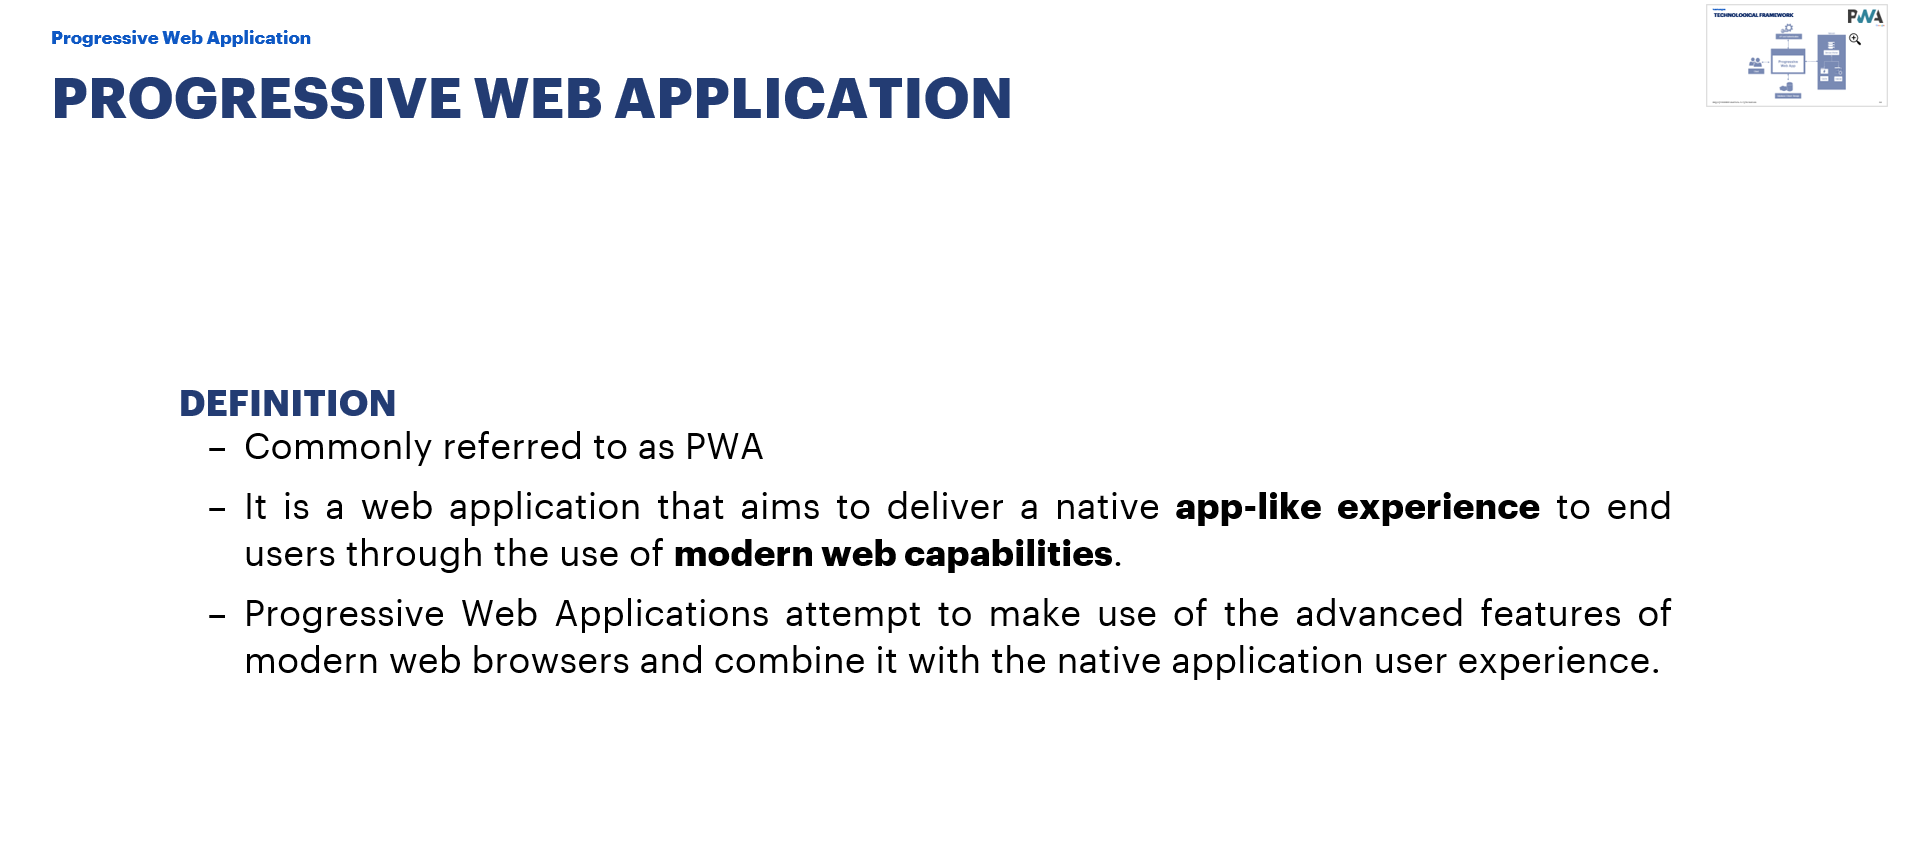 Progressive Web Application
PROGRESSIVE WEB APPLICATION
TECHNOLOGICAL FRAMEWORK
PWA
Progressive
Web App
DEFINITION
– Commonly referred to as PWA
– It is a web application that aims to deliver a native app-like experience to end
users through the use of modern web capabilities.
– Progressive Web Applications attempt to make use of the advanced features of
modern web browsers and combine it with the native application user experience.